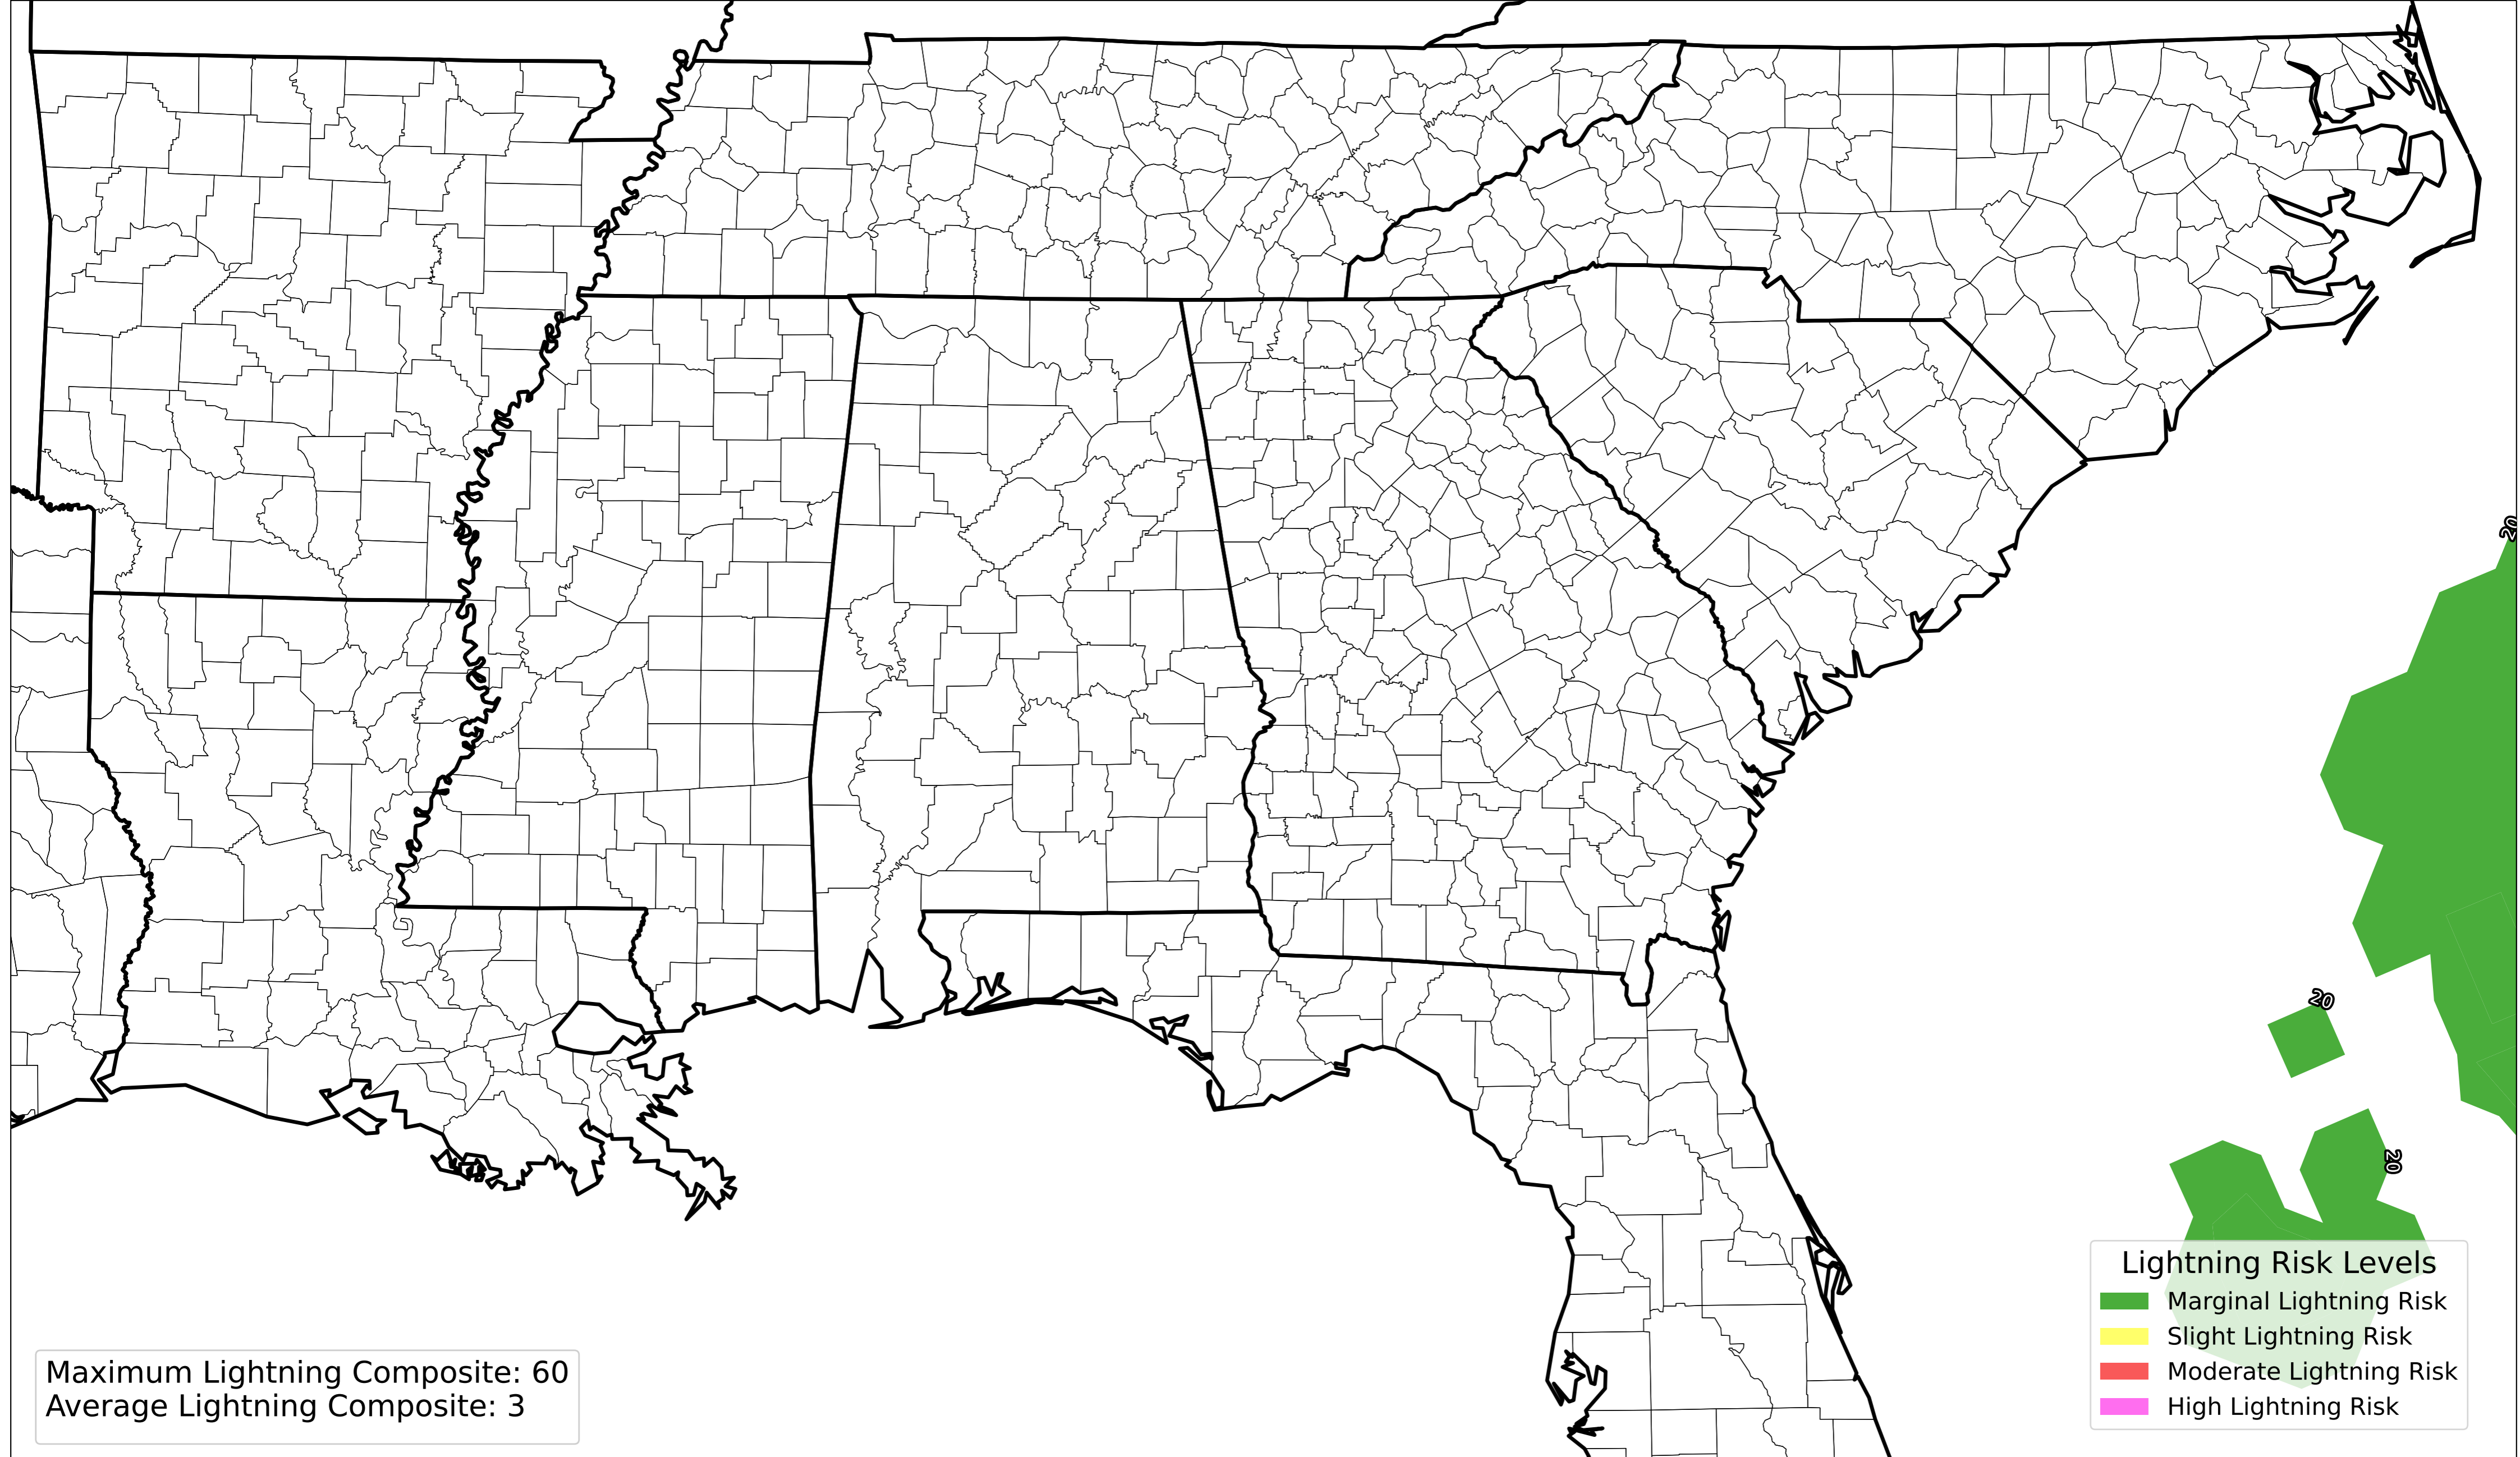 20
20
20
Lightning Risk Levels
Marginal Lightning Risk
Slight Lightning Risk
Moderate Lightning Risk
High Lightning Risk
Maximum Lightning Composite: 60
Average Lightning Composite: 3